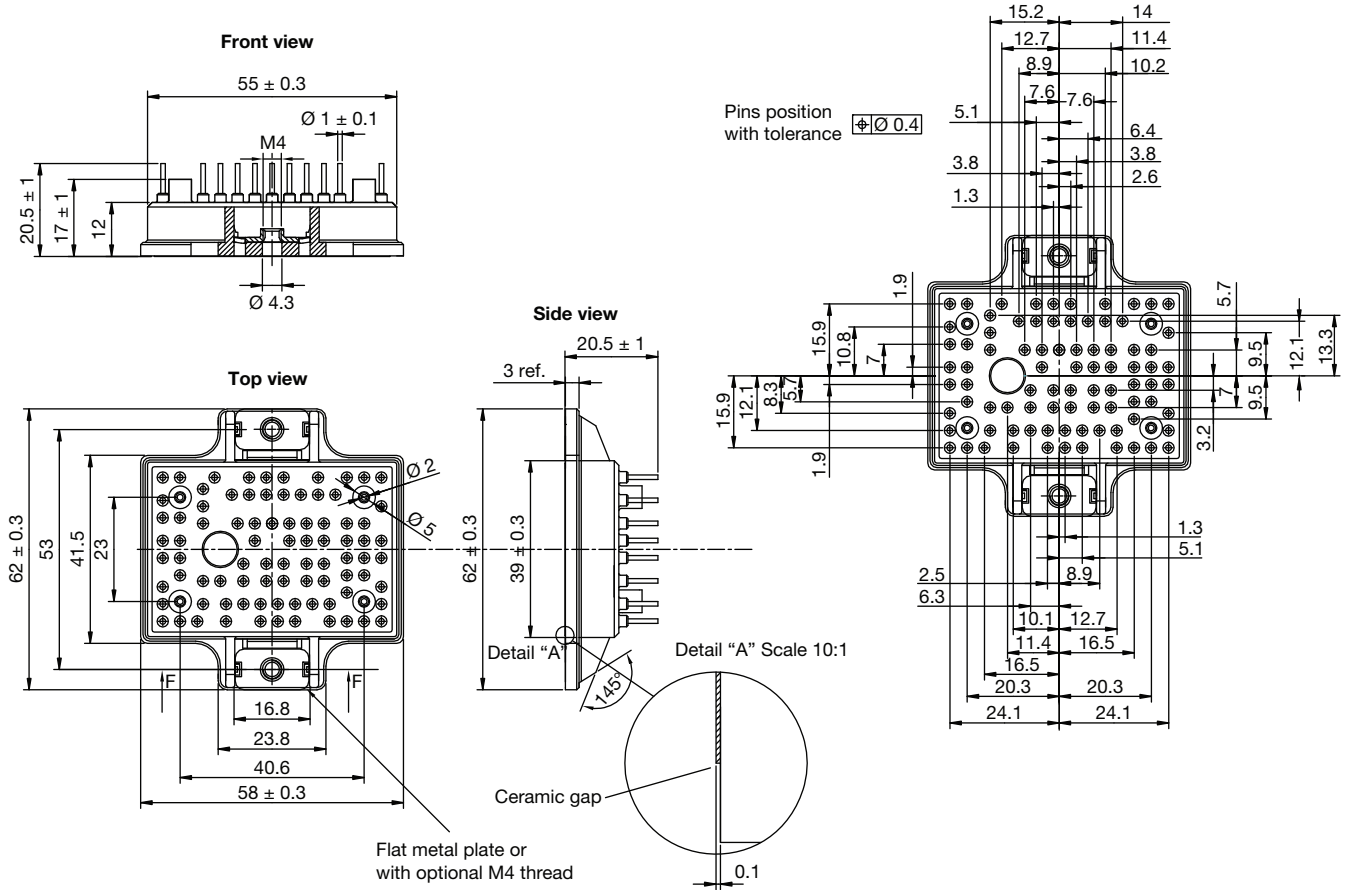 Front view
55 ± 0.3
Ø 1 ± 0.1
M4
20.5 ± 1
17 ± 1
12
Ø 4.3
Side view
20.5 ± 1
3 ref.
62 ± 0.3
39 ± 0.3
Detail "A"
145°
Top view
62 ± 0.3
53
41.5
23
Ø 2
Ø 5
F
F
16.8
23.8
40.6
58 ± 0.3
Flat metal plate or
with optional M4 thread
Detail "A" Scale 10:1
Ceramic gap
0.1
Pins position
with tolerance
⌖ Ø 0.4
15.2
14
12.7
11.4
8.9
10.2
7.6
7.6
5.1
6.4
3.8
3.8
2.6
1.3
1.9
15.9
10.8
7
5.7
9.5
12.1
13.3
15.9
12.1
8.3
5.7
1.9
3.2
7
9.5
1.3
5.1
2.5
8.9
6.3
10.1
12.7
11.4
16.5
16.5
20.3
20.3
24.1
24.1